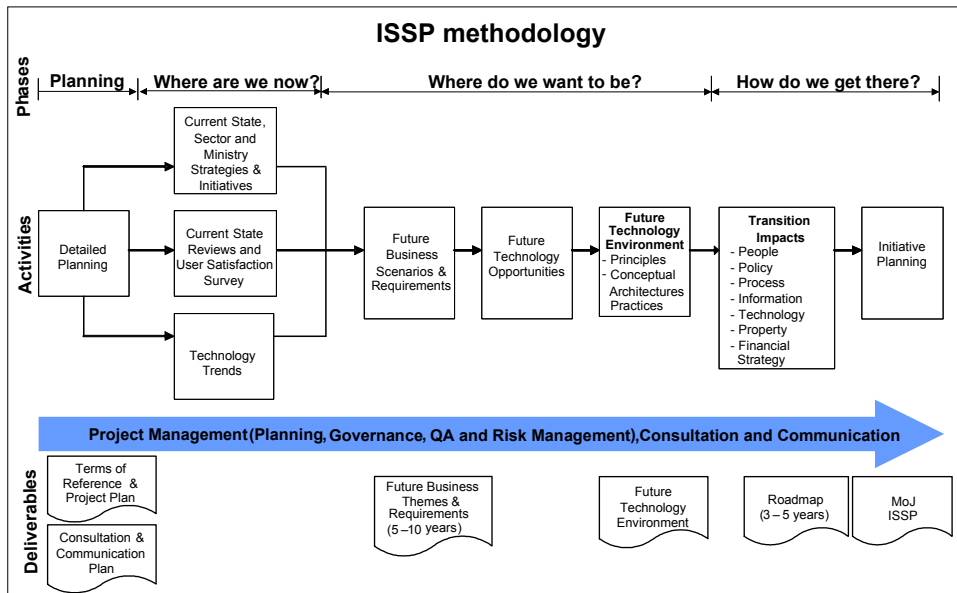 ISSP methodology
Phases
Planning
Where are we now?
Where do we want to be?
How do we get there?
Activities
Detailed
Planning
Current State,
Sector and
Ministry
Strategies &
Initiatives
Current State
Reviews and
User Satisfaction
Survey
Technology
Trends
Future
Business
Scenarios &
Requirements
Future
Technology
Opportunities
Future
Technology
Environment
- Principles
- Conceptual
Architectures
Practices
Transition
Impacts
- People
- Policy
- Process
- Information
- Technology
- Property
- Financial
Strategy
Initiative
Planning
Project Management(Planning, Governance, QA and Risk Management),Consultation and Communication
Deliverables
Terms of
Reference &
Project Plan
Consultation &
Communication
Plan
Future Business
Themes &
Requirements
(5–10 years)
Future
Technology
Environment
Roadmap
(3–5 years)
MoJ
ISSP